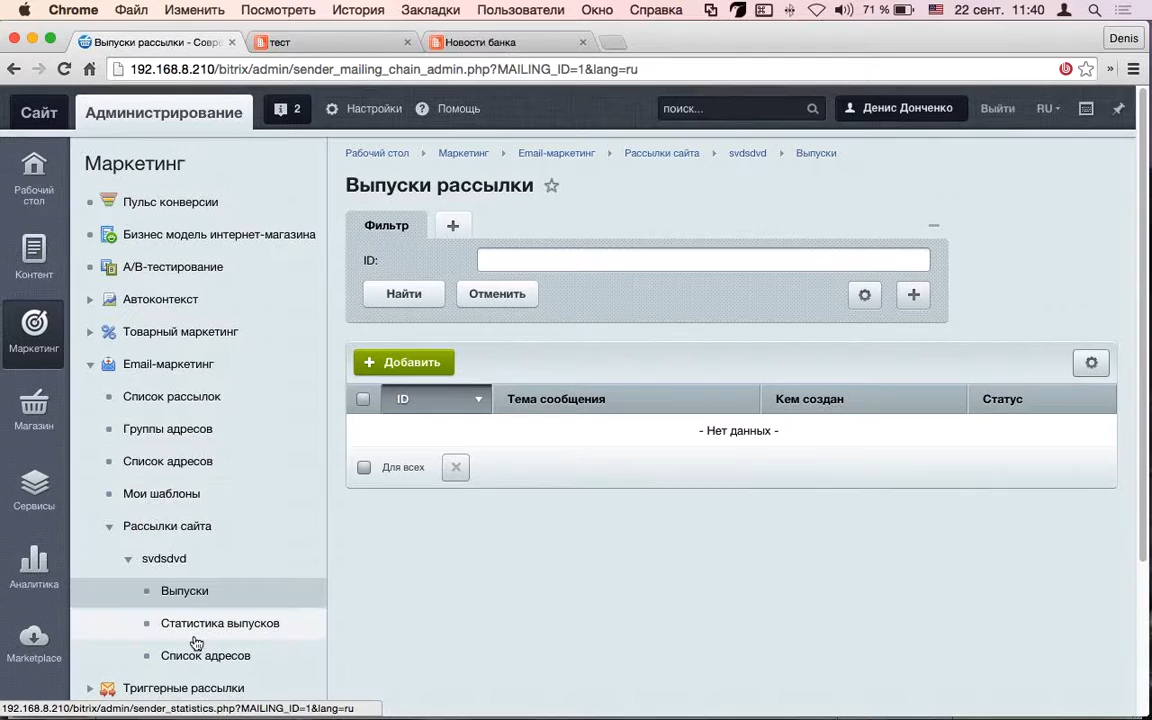 Chrome Файл Изменить Посмотреть История Закладки Пользователи Окно Справка 71 % 22 сент. 11:40
Выпуски рассылки - Совро
тест
Новости банка
Denis
192.168.8.210/bitrix/admin/sender_mailing_chain_admin.php?MAILING_ID=1&lang=ru
Сайт
Администрирование
2
Настройки
Помощь
поиск...
Денис Дончeнко
Выйти
RU
Рабочий стол
Контент
Маркетинг
Магазин
Сервисы
Аналитика
Marketplace
Маркетинг
Пульс конверсии
Бизнес модель интернет-магазина
A/B-тестирование
Автоконтекст
Товарный маркетинг
Email-маркетинг
Список рассылок
Группы адресов
Список адресов
Мои шаблоны
Рассылки сайта
svdsdvd
Выпуски
Статистика выпусков
Список адресов
Триггерные рассылки
Рабочий стол Маркетинг Email-маркетинг Рассылки сайта svdsdvd Выпуски
Выпуски рассылки
Фильтр
ID:
Найти
Отменить
Добавить
ID Тема сообщения Кем создан Статус
- Нет данных -
Для всех
192.168.8.210/bitrix/admin/sender_statistics.php?MAILING_ID=1&lang=ru